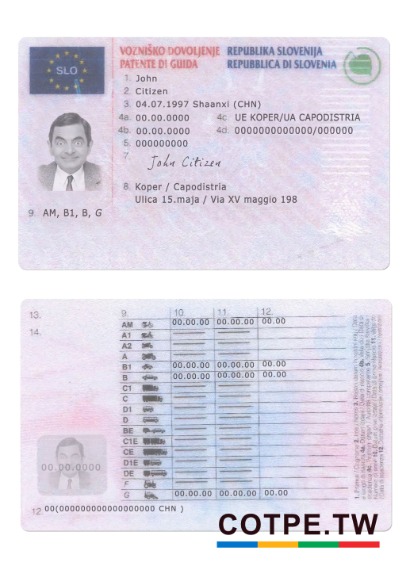 VOZNIŠKO DOVOLJENJE REPUBLIKA SLOVENIJA
PATENTE DI GUIDA REPUBBLICA DI SLOVENIA
SLO
1. John
2. Citizen
3. 04.07.1997 Shaanxi (CHN)
4a. 00.00.0000 4c UE KOPER/UA CAPODISTRIA
4b. 00.00.0000 4d. 0000000000000/000000
5. 000000000
7.
John Citizen
8. Koper / Capodistria
Ulica 15.maja / Via XV maggio 198
9. AM, B1, B, G
13.
14.
9. 10. 11. 12.
AM 00.00.00 00.00.00 00.00
A1
A2
A
B1 00.00.00 00.00.00 00.00
B 00.00.00 00.00.00 00.00
C1
C
D1
D
BE
C1E
CE
D1E
DE
F
G 00.00.00 00.00.00 00.00
00.00.0000
12 00(000000000000000000 CHN )
COTPE.TW